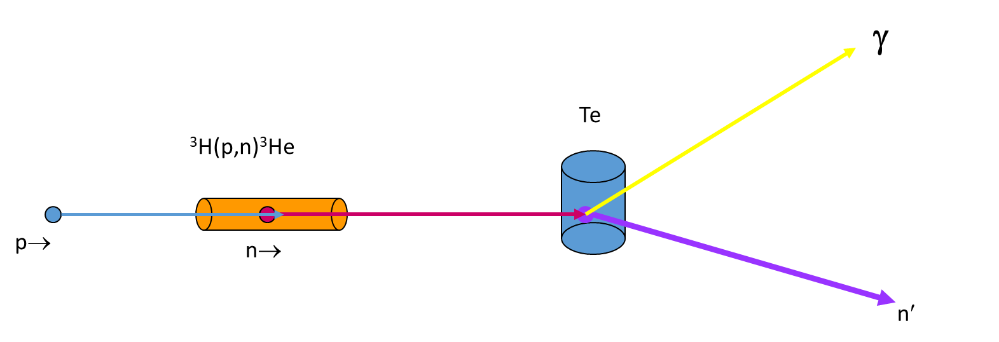 γ
Te
³H(p,n)³He
p→
n→
n′